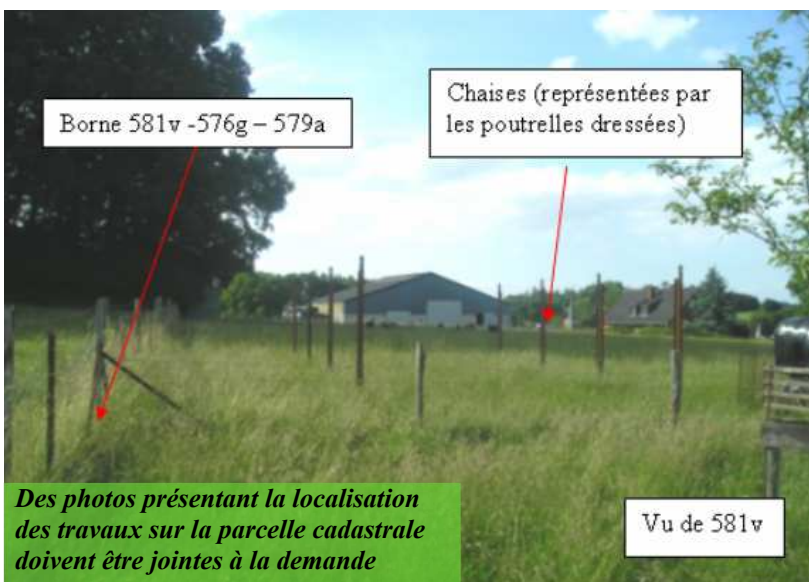 Borne 581v -576g – 579a
Chaises (représentées par
les poutrelles dressées)
Des photos présentant la localisation
des travaux sur la parcelle cadastrale
doivent être jointes à la demande
Vu de 581v